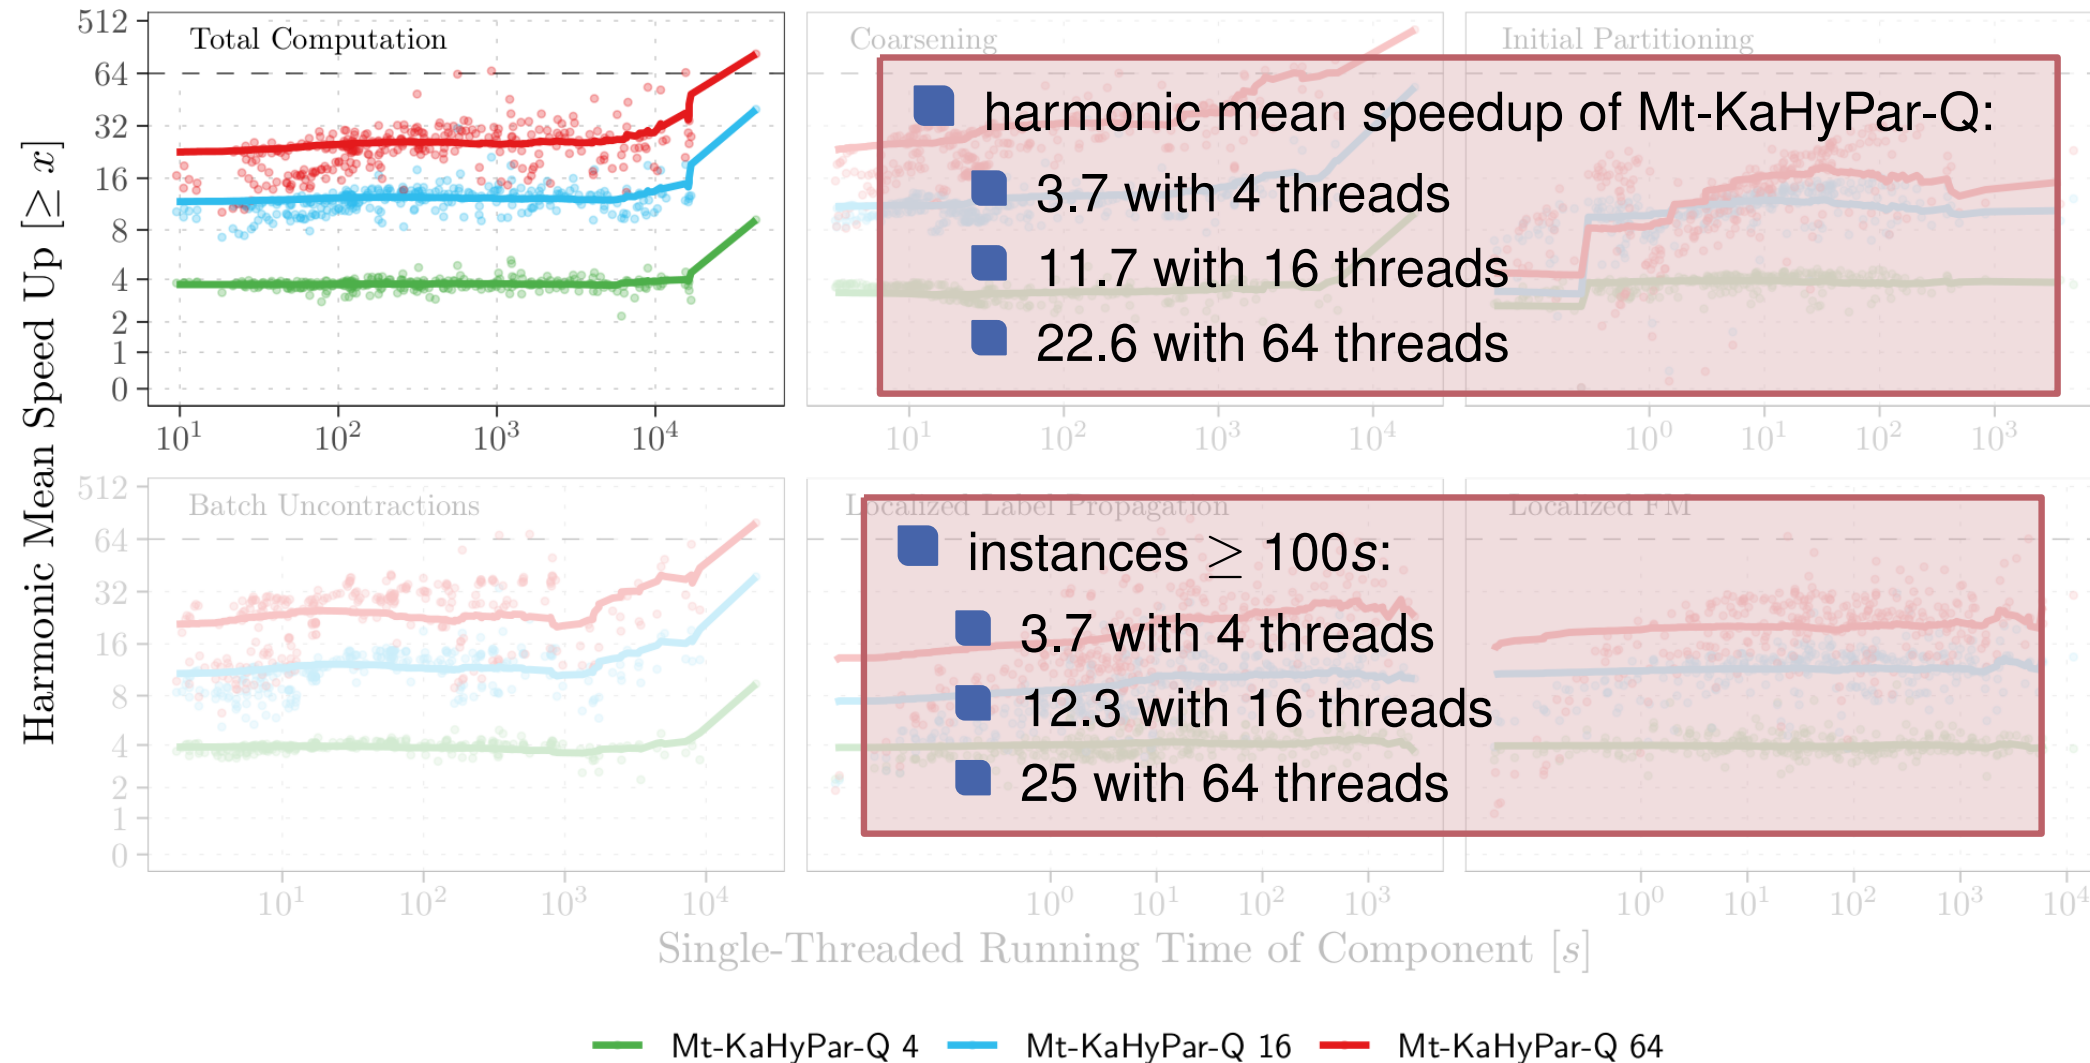 Harmonic Mean Speed Up [≥ x]
Total Computation
Coarsening
Initial Partitioning
512
64
32
16
8
4
2
1
0
10¹ 10² 10³ 10⁴
10¹ 10² 10³ 10⁴
10⁰ 10¹ 10² 10³
harmonic mean speedup of Mt-KaHyPar-Q:
3.7 with 4 threads
11.7 with 16 threads
22.6 with 64 threads
Batch Uncontractions
Localized Label Propagation
Localized FM
512
64
32
16
8
4
2
1
0
10¹ 10² 10³ 10⁴
10⁰ 10¹ 10² 10³
10⁰ 10¹ 10² 10³ 10⁴
instances ≥ 100s:
3.7 with 4 threads
12.3 with 16 threads
25 with 64 threads
Single-Threaded Running Time of Component [s]
Mt-KaHyPar-Q 4 Mt-KaHyPar-Q 16 Mt-KaHyPar-Q 64